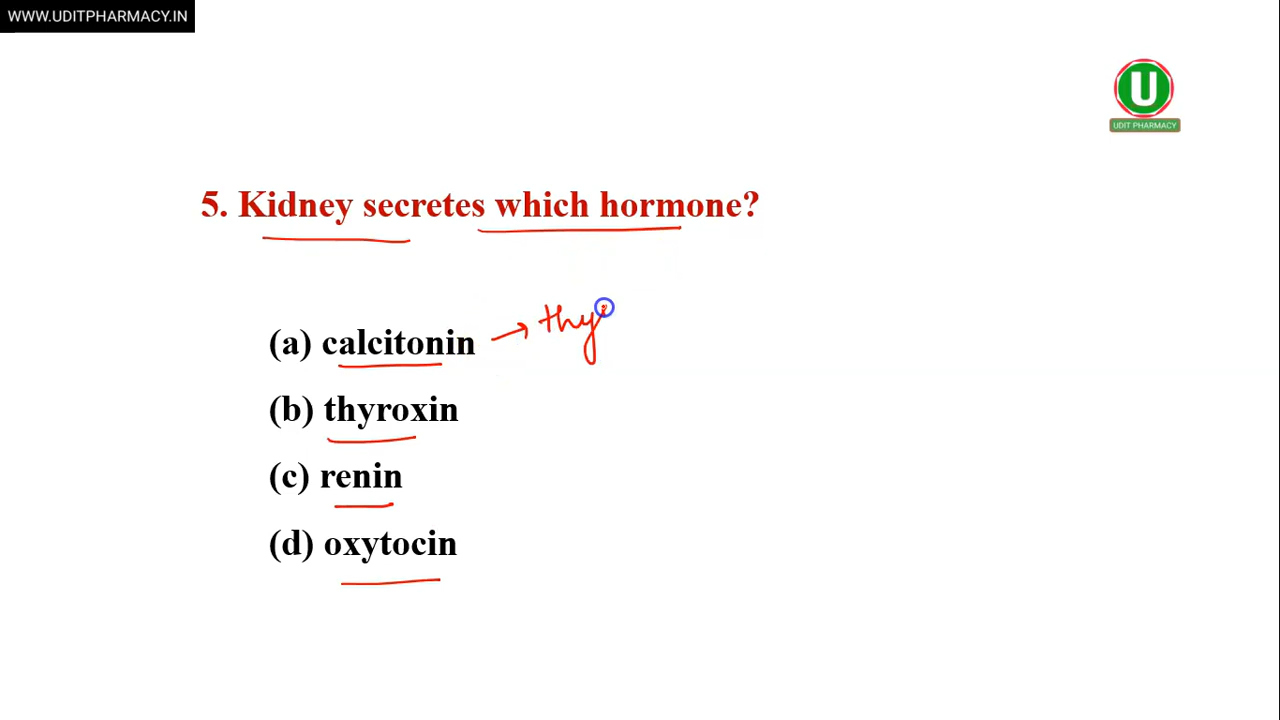 WWW.UDITPHARMACY.IN
U
UDIT PHARMACY
5. Kidney secretes which hormone?
(a) calcitonin → thy
(b) thyroxin
(c) renin
(d) oxytocin